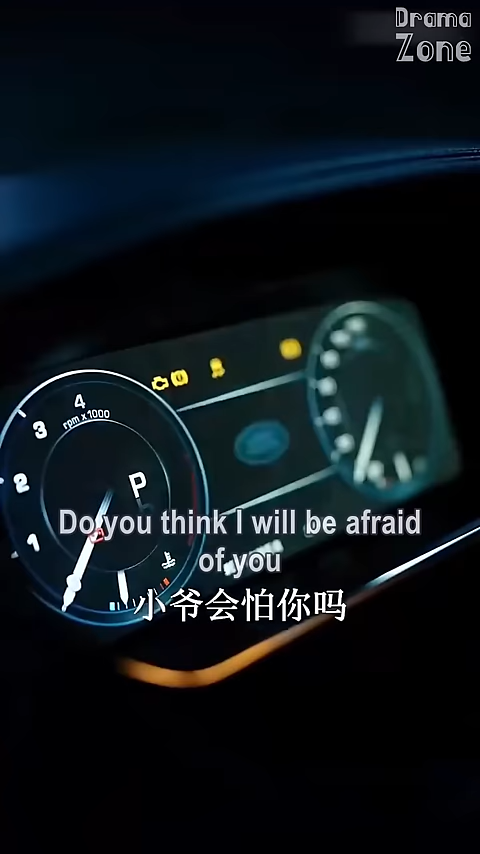 Drama
Zone
4
rpm x 1000
3
2
1
P
Do you think I will be afraid
of you
小爷会怕你吗